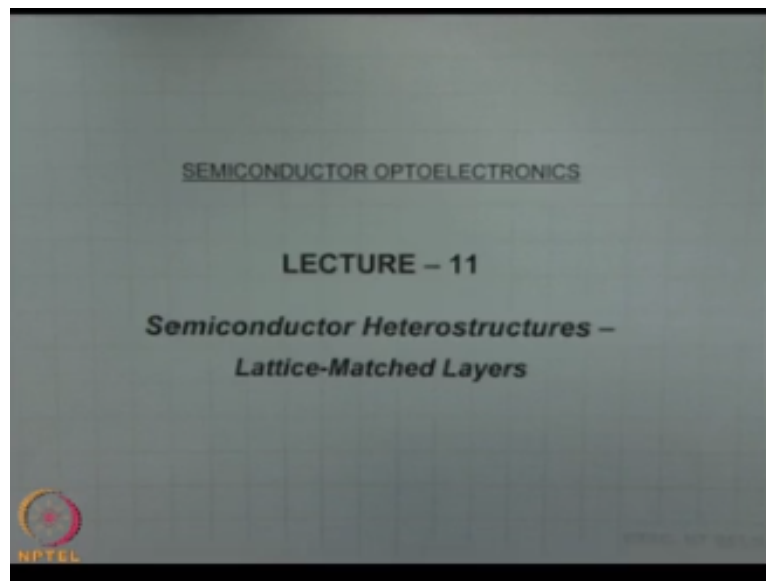 SEMICONDUCTOR OPTOELECTRONICS
LECTURE – 11
Semiconductor Heterostructures –
Lattice-Matched Layers
NPTEL